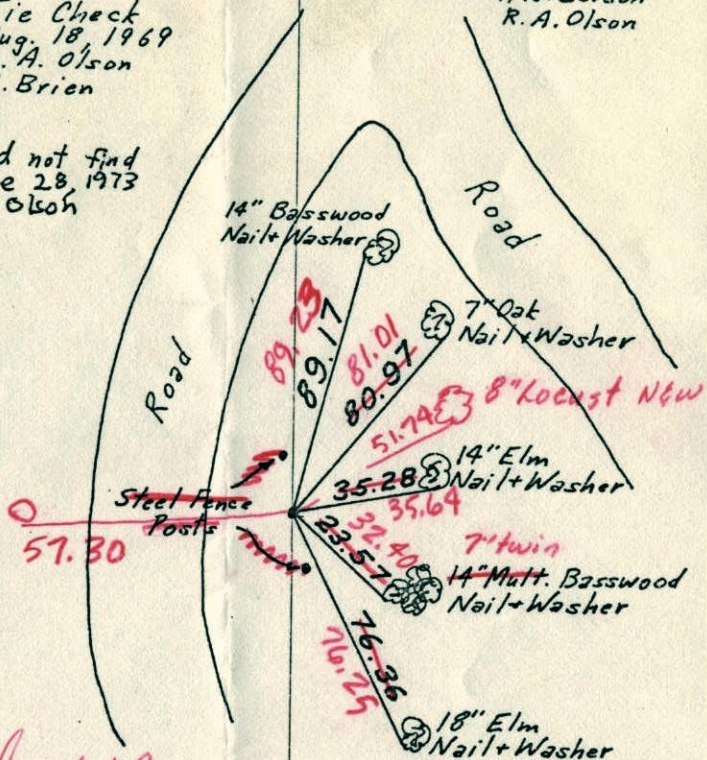 ie Check
ug. 18, 1969
. A. Olson
. Brien
R. A. Olson
d not find
e 28, 1973
Olson
Road
Road
14" Basswood
Nail + Washer
7" Oak
Nail + Washer
8" Locust New
14" Elm
Nail + Washer
7" twin
14" Mult. Basswood
Nail + Washer
18" Elm
Nail + Washer
Steel Fence
Posts
89.23
89.17
81.01
80.97
51.74
35.28
35.64
32.40
23.57
76.36
76.25
57.30